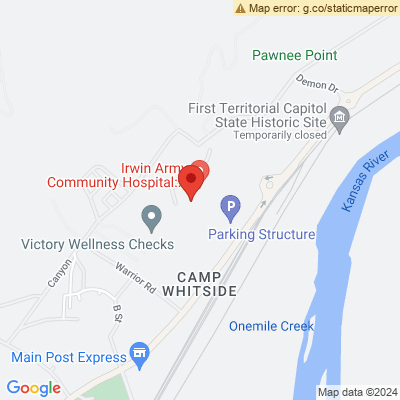 Map error: g.co/staticmaperror
Pawnee Point
Demon Dr
First Territorial Capitol
State Historic Site
Temporarily closed
Kansas River
Irwin Army
Community Hospital:...
P
Parking Structure
Victory Wellness Checks
Canyon
Warrior Rd
CAMP
WHITSIDE
B St
Onemile Creek
Main Post Express
Google
Map data ©2024